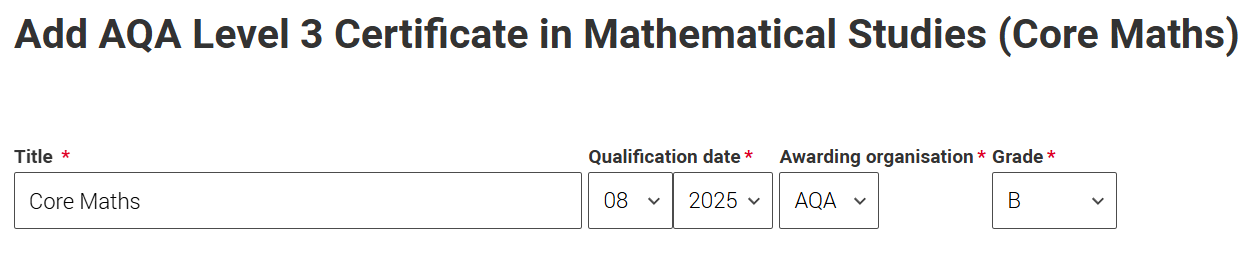 Add AQA Level 3 Certificate in Mathematical Studies (Core Maths)
Title * Qualification date * Awarding organisation * Grade *
Core Maths 08 2025 AQA B